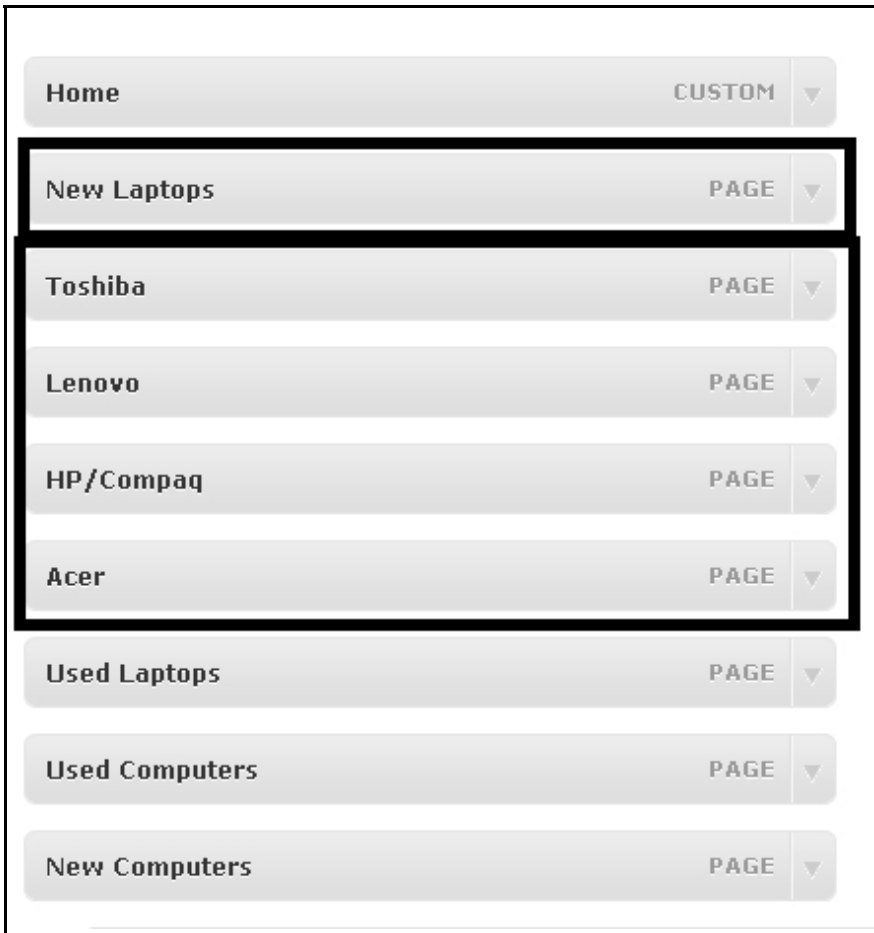 Home CUSTOM
New Laptops PAGE
Toshiba PAGE
Lenovo PAGE
HP/Compaq PAGE
Acer PAGE
Used Laptops PAGE
Used Computers PAGE
New Computers PAGE